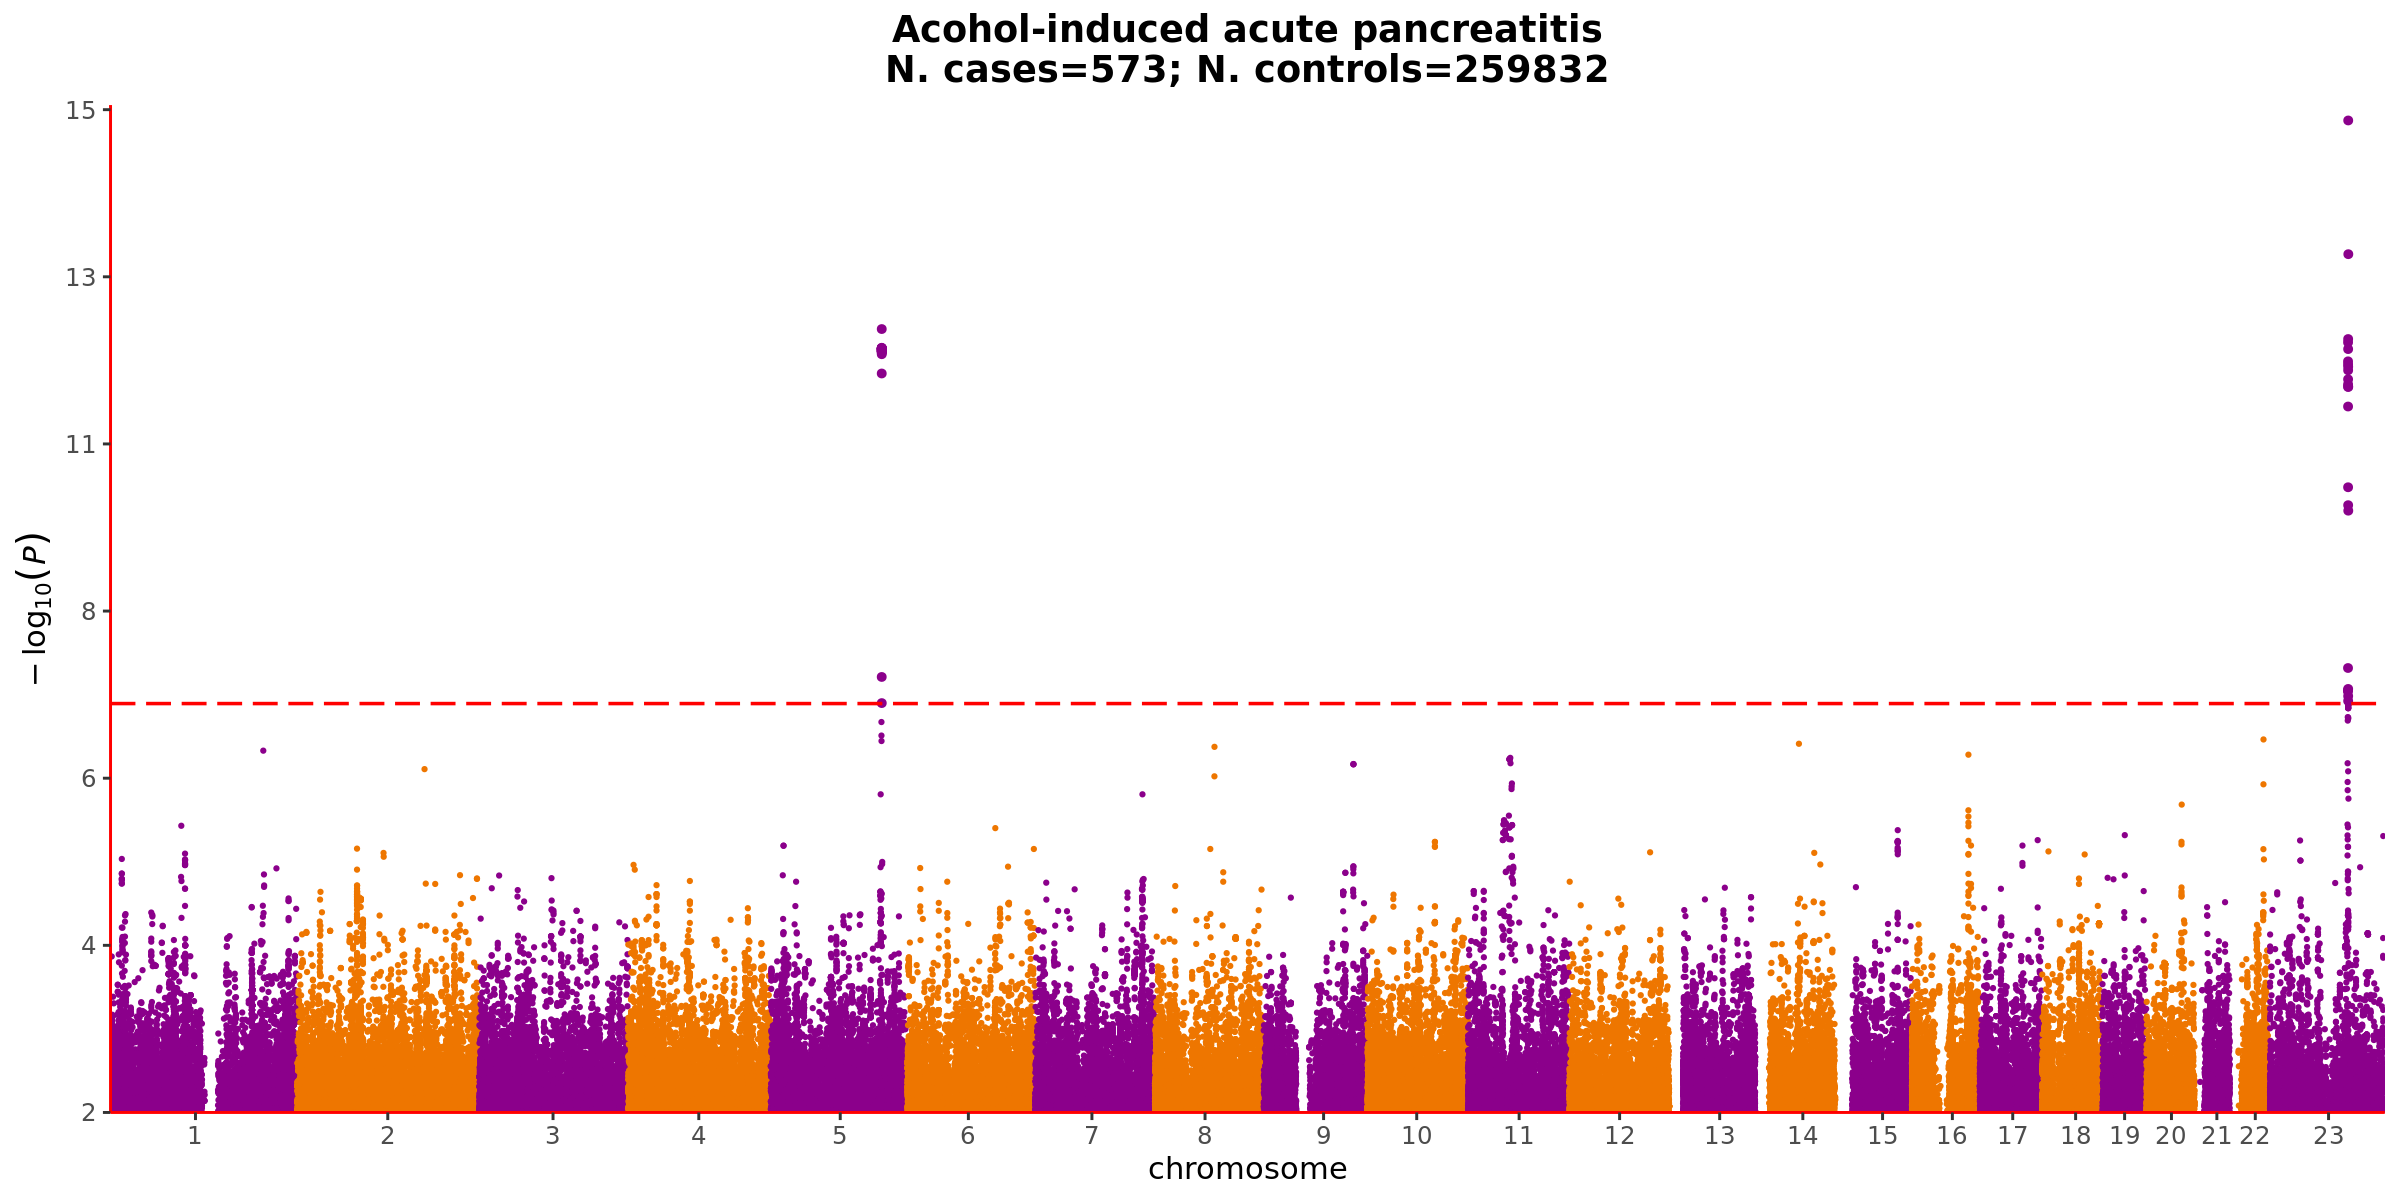 Acohol-induced acute pancreatitis
N. cases=573; N. controls=259832
15
13
11
8
6
4
2
− log10(P)
1 2 3 4 5 6 7 8 9 10 11 12 13 14 15 16 17 18 19 20 21 22 23
chromosome